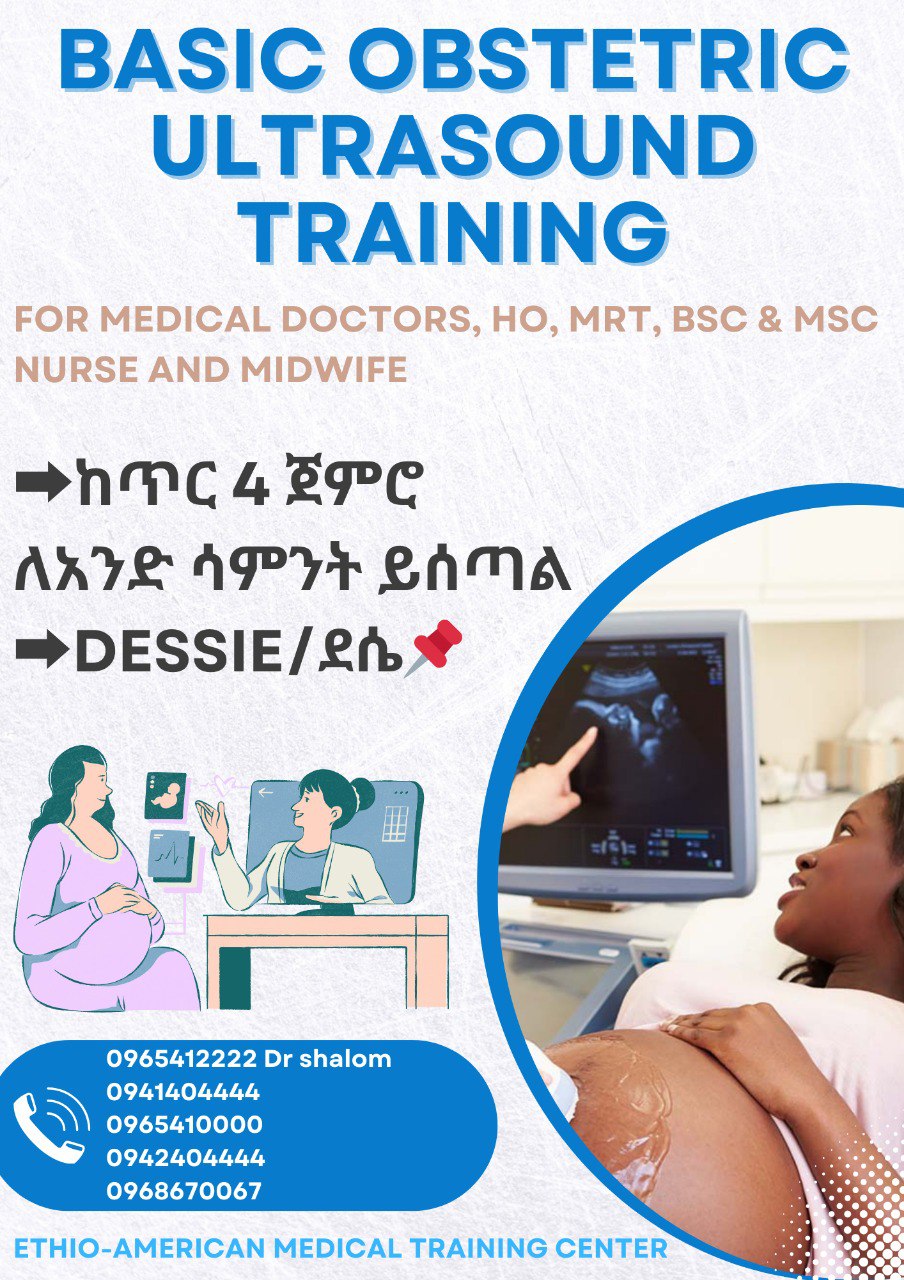 BASIC OBSTETRIC
ULTRASOUND
TRAINING
FOR MEDICAL DOCTORS, HO, MRT, BSC & MSC
NURSE AND MIDWIFE
➡ከጥር 4 ጀምሮ
ለአንድ ሳምንት ይሰጣል
➡DESSIE/ደሴ📌
0965412222 Dr shalom
0941404444
0965410000
0942404444
0968670067
ETHIO-AMERICAN MEDICAL TRAINING CENTER